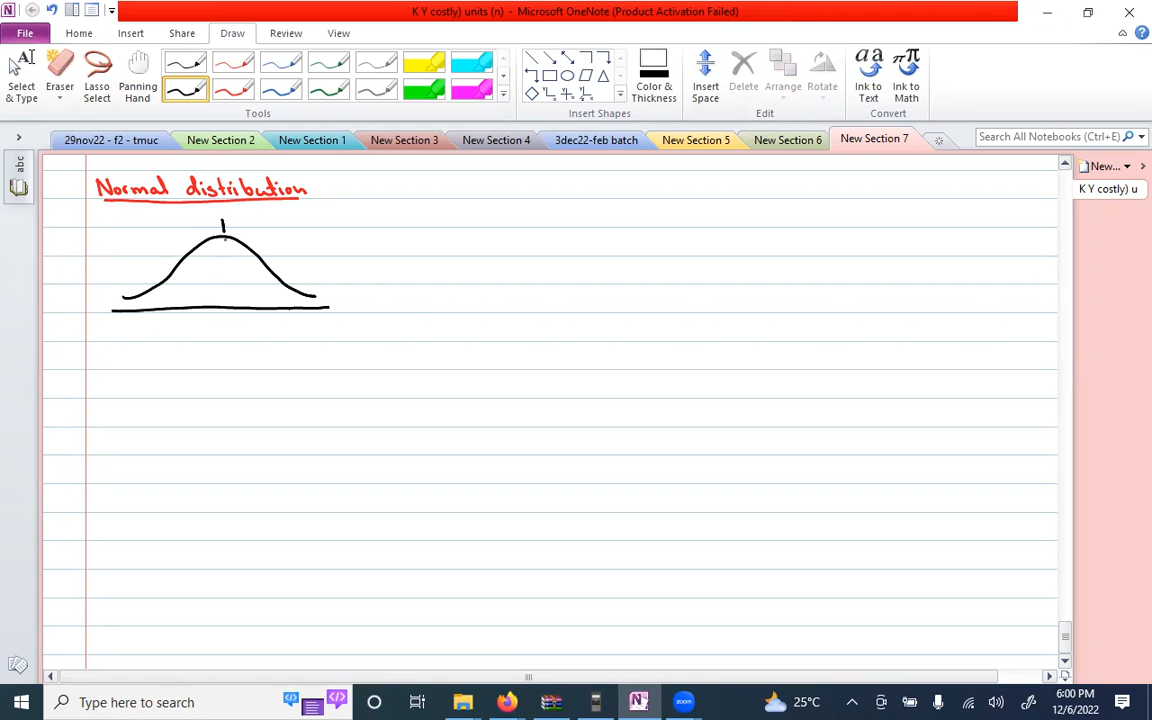 K Y costly) units (n) - Microsoft OneNote (Product Activation Failed)
File Home Insert Share Draw Review View
Select & Type
Eraser
Lasso Select
Panning Hand
Color & Thickness
Insert Space
Delete
Arrange
Rotate
Ink to Text
Ink to Math
Tools
Insert Shapes
Edit
Convert
29nov22 - f2 - tmuc New Section 2 New Section 1 New Section 3 New Section 4 3dec22-feb batch New Section 5 New Section 6 New Section 7
Search All Notebooks (Ctrl+E)
abc
New...
K Y costly) u
Normal distribution
Type here to search
25°C
6:00 PM
12/6/2022